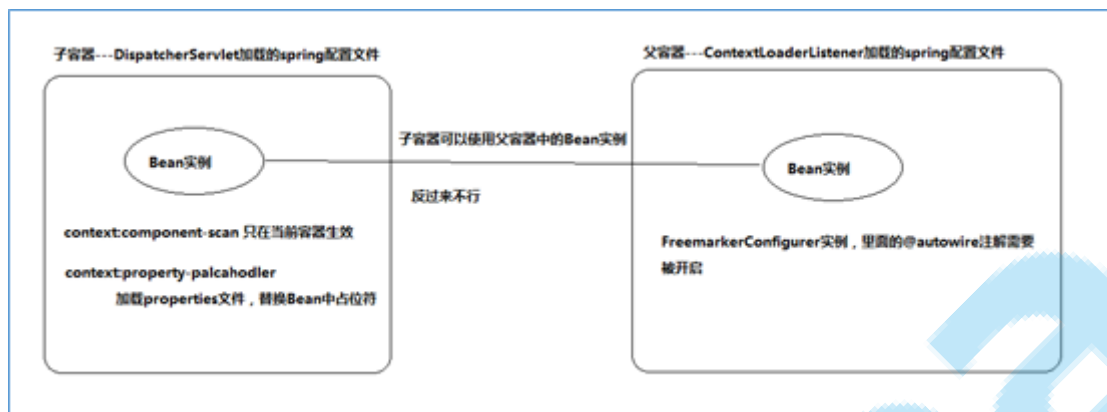 子容器---DispatcherServlet加载的spring配置文件
父容器---ContextLoaderListener加载的spring配置文件
子容器可以使用父容器中的Bean实例
Bean实例
Bean实例
反过来不行
context:component-scan 只在当前容器生效
FreemarkerConfigurer实例，里面的@autowire注解需要
被开启
context:property-palcahodler
加载properties文件，替换Bean中占位符